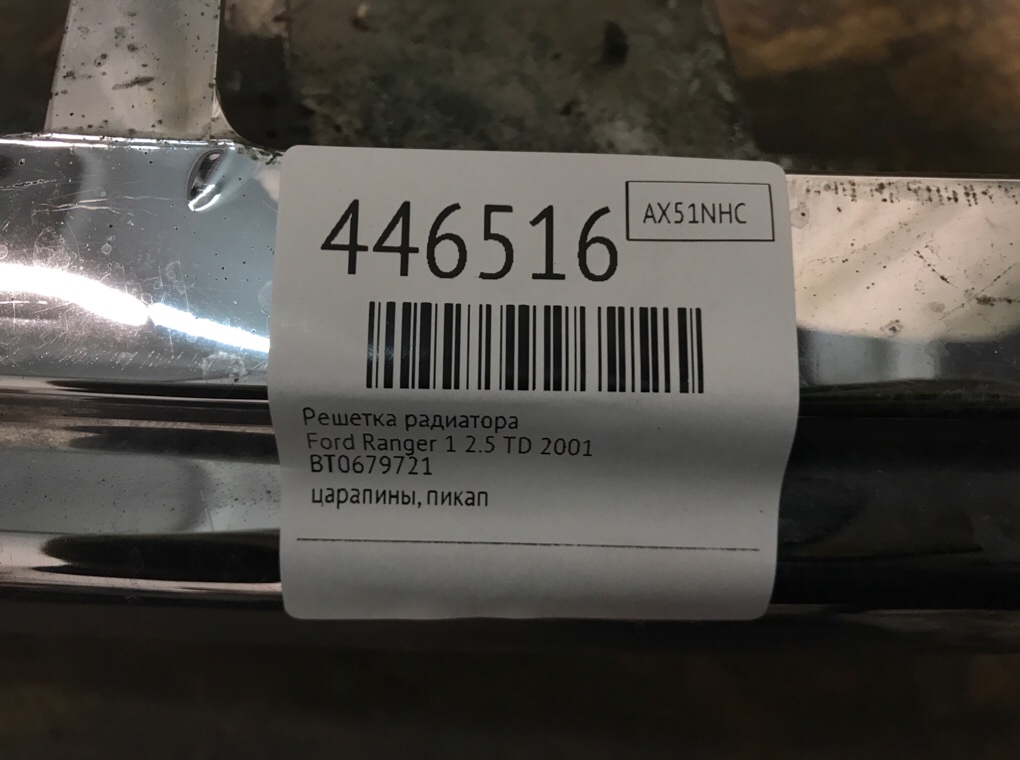 446516
AX51NHC
Решетка радиатора
Ford Ranger 1 2.5 TD 2001
BT0679721
царапины, пикап